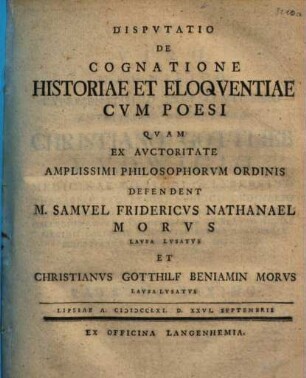 DISPVTATIO
DE
COGNATIONE
HISTORIAE ET ELOQVENTIAE
CVM POESI
QVAM
EX AVCTORITATE
AMPLISSIMI PHILOSOPHORVM ORDINIS
DEFENDENT
M. SAMVEL FRIDERICVS NATHANAEL
MORVS
LAVBA LVSATVS
ET
CHRISTIANVS GOTTHILF BENIAMIN MORVS
LAVBA LVSATVS
LIPSIAE A. CIƆIƆCCLXI. D. XXVI. SEPTEMBRIS
EX OFFICINA LANGENHEMIA.